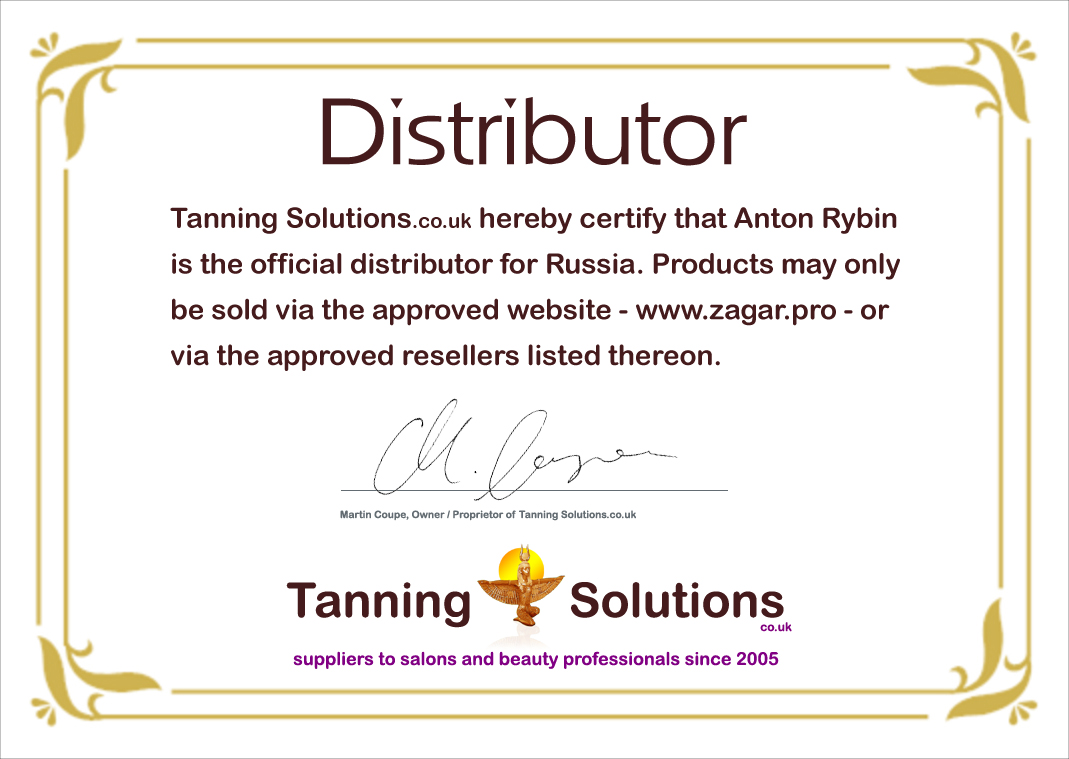 Distributor
Tanning Solutions.co.uk hereby certify that Anton Rybin
is the official distributor for Russia. Products may only
be sold via the approved website - www.zagar.pro - or
via the approved resellers listed thereon.
M. Coupe
Martin Coupe, Owner / Proprietor of Tanning Solutions.co.uk
Tanning Solutions
co.uk
suppliers to salons and beauty professionals since 2005